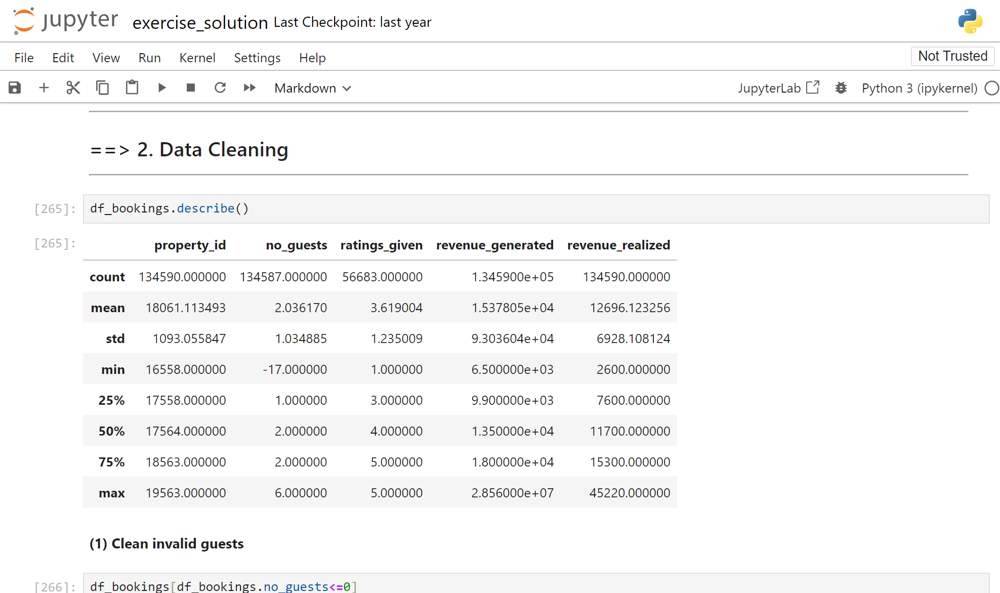 jupyter exercise_solution Last Checkpoint: last year
File Edit View Run Kernel Settings Help Not Trusted
Markdown JupyterLab Python 3 (ipykernel)
==> 2. Data Cleaning
[265]: df_bookings.describe()
[265]: property_id no_guests ratings_given revenue_generated revenue_realized
count 134590.000000 134587.000000 56683.000000 1.345900e+05 134590.000000
mean 18061.113493 2.036170 3.619004 1.537805e+04 12696.123256
std 1093.055847 1.034885 1.235009 9.303604e+04 6928.108124
min 16558.000000 -17.000000 1.000000 6.500000e+03 2600.000000
25% 17558.000000 1.000000 3.000000 9.900000e+03 7600.000000
50% 17564.000000 2.000000 4.000000 1.350000e+04 11700.000000
75% 18563.000000 2.000000 5.000000 1.800000e+04 15300.000000
max 19563.000000 6.000000 5.000000 2.856000e+07 45220.000000
(1) Clean invalid guests
[266]: df_bookings[df_bookings.no_guests<=0]